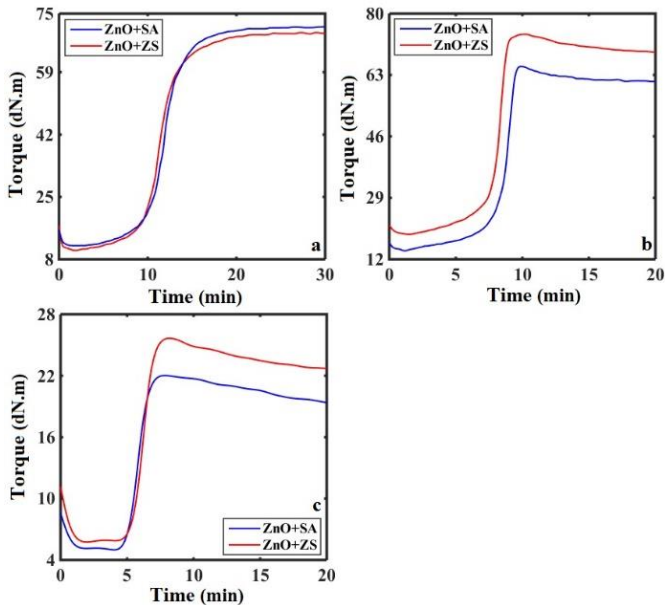 75
59
42
25
8
Torque (dN.m)
ZnO+SA
ZnO+ZS
a
0
10
20
30
Time (min)
80
63
46
29
12
Torque (dN.m)
ZnO+SA
ZnO+ZS
b
0
5
10
15
20
Time (min)
28
22
16
10
4
Torque (dN.m)
c
ZnO+SA
ZnO+ZS
0
5
10
15
20
Time (min)